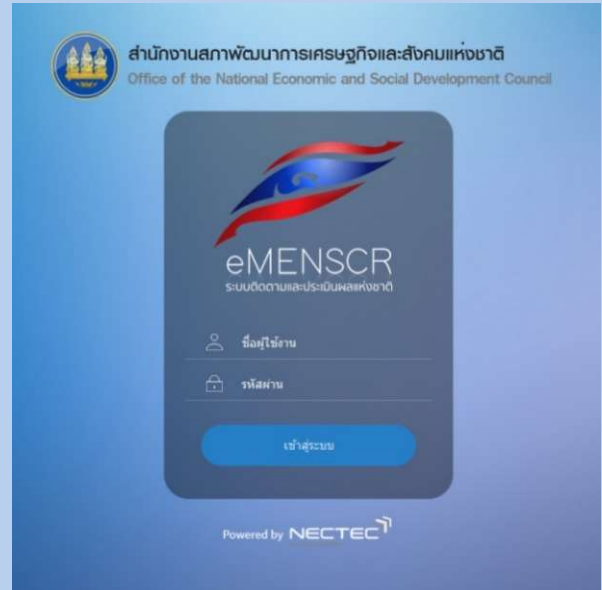 สำนักงานสภาพัฒนาการเศรษฐกิจและสังคมแห่งชาติ
Office of the National Economic and Social Development Council
eMENSCR
ระบบติดตามและประเมินผลแห่งชาติ
ชื่อผู้ใช้งาน
รหัสผ่าน
เข้าสู่ระบบ
Powered by NECTEC